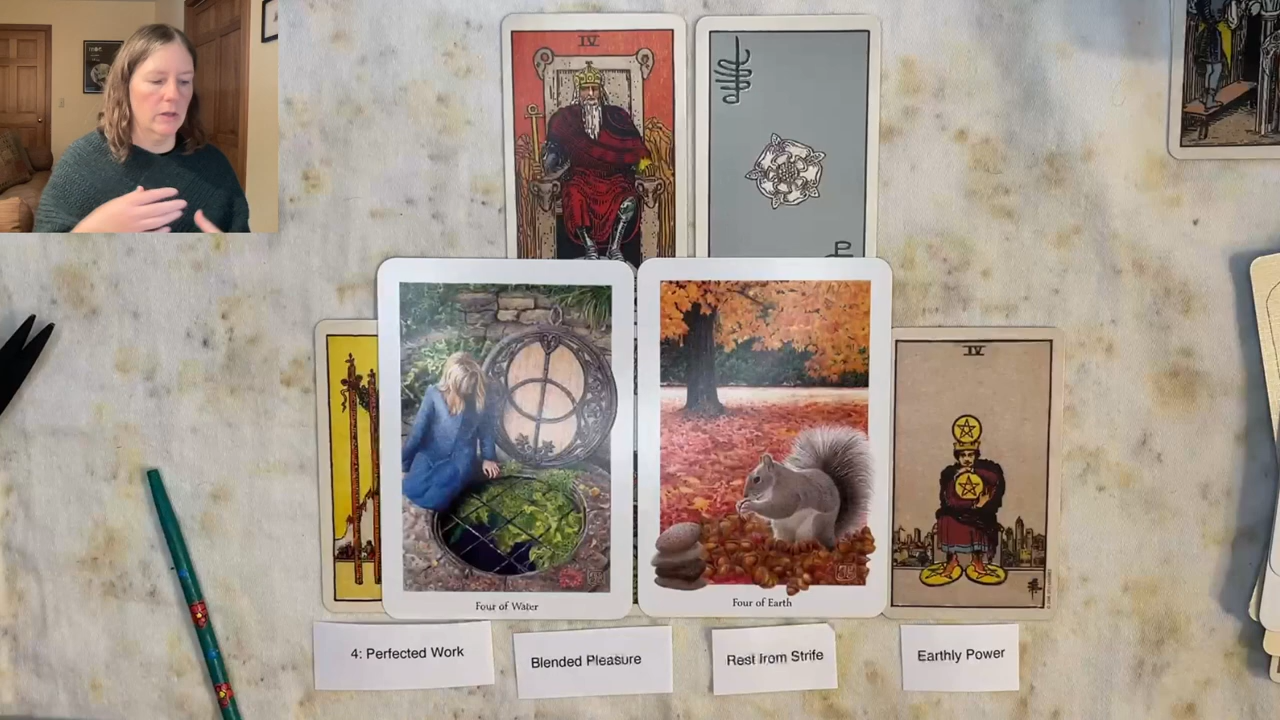 IV
Four of Water
Four of Earth
IV
4: Perfected Work
Blended Pleasure
Rest from Strife
Earthly Power